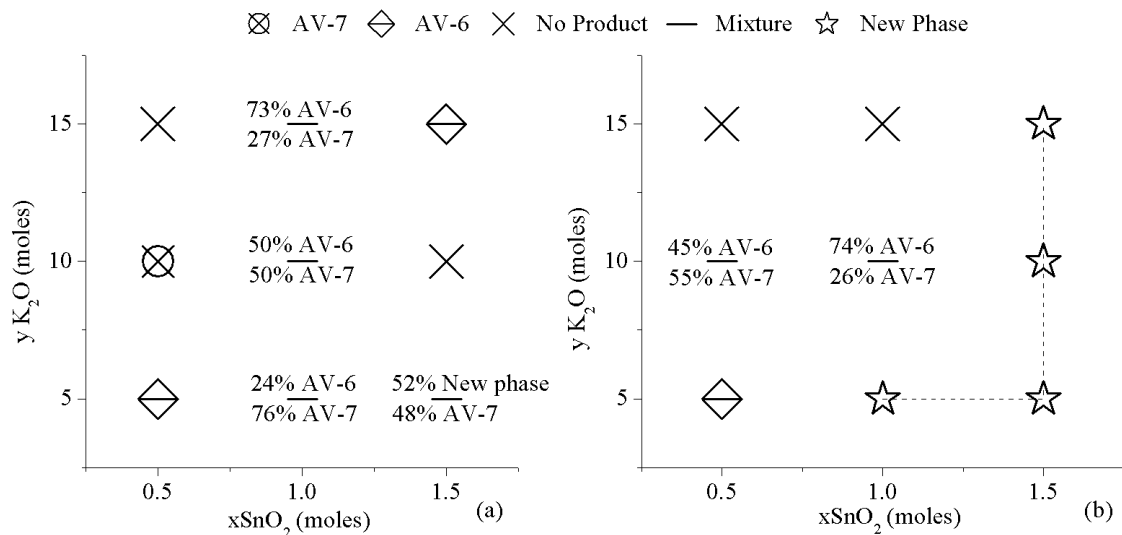 AV-7 AV-6 No Product Mixture New Phase
y K₂O (moles)
15
10
5
73% AV-6
27% AV-7
50% AV-6
50% AV-7
24% AV-6
76% AV-7
52% New phase
48% AV-7
0.5 1.0 1.5
xSnO₂ (moles)
(a)
y K₂O (moles)
15
10
5
45% AV-6
55% AV-7
74% AV-6
26% AV-7
0.5 1.0 1.5
xSnO₂ (moles)
(b)